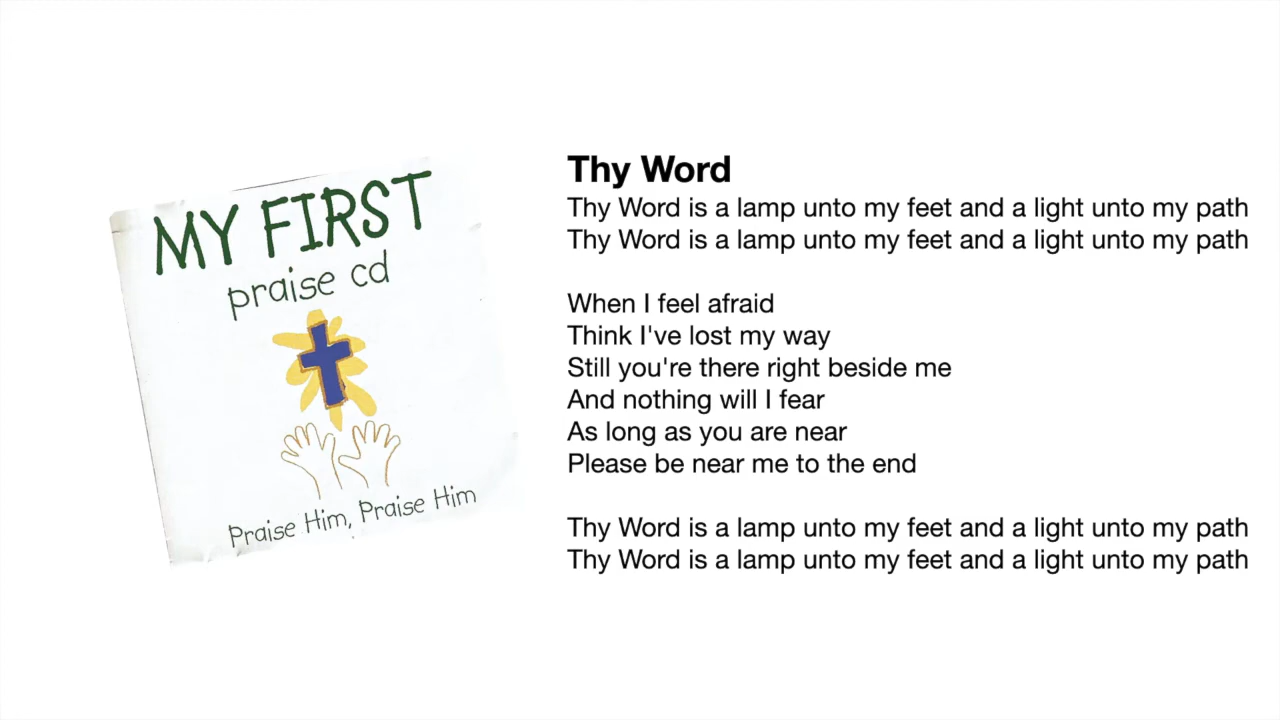 MY FIRST
praise cd
Praise Him, Praise Him
Thy Word
Thy Word is a lamp unto my feet and a light unto my path
Thy Word is a lamp unto my feet and a light unto my path
When I feel afraid
Think I've lost my way
Still you're there right beside me
And nothing will I fear
As long as you are near
Please be near me to the end
Thy Word is a lamp unto my feet and a light unto my path
Thy Word is a lamp unto my feet and a light unto my path